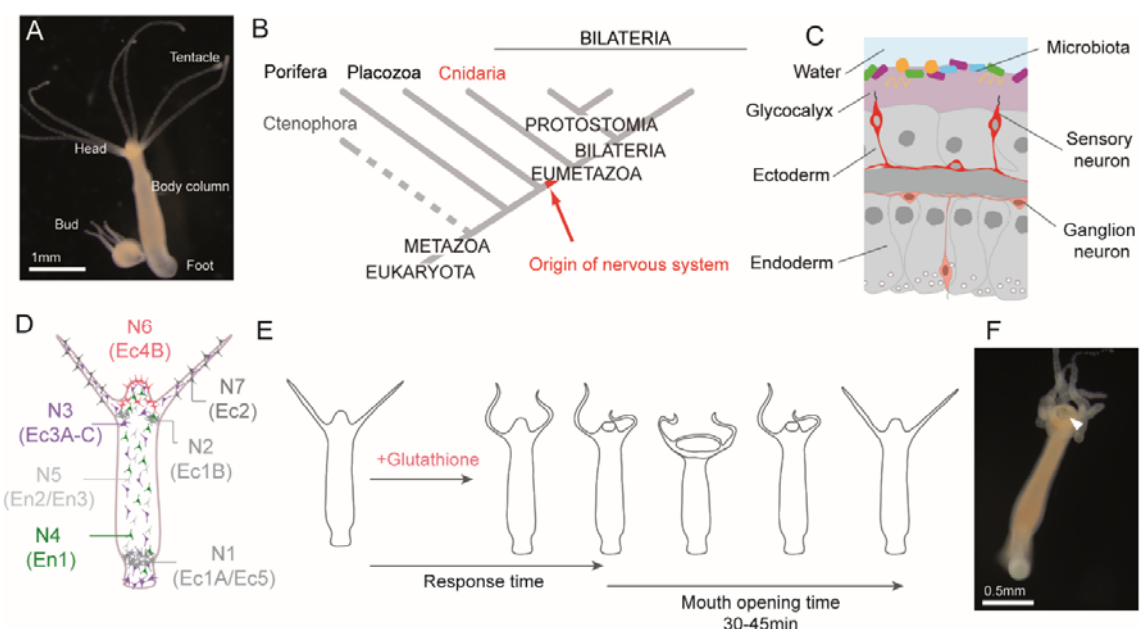 A
Tentacle
Head
Body column
Bud
1mm
Foot
B
BILATERIA
Porifera Placozoa Cnidaria
Ctenophora
PROTOSTOMIA
BILATERIA
EUMETAZOA
METAZOA
EUKARYOTA
Origin of nervous system
C
Water
Microbiota
Glycocalyx
Sensory
neuron
Ectoderm
Ganglion
neuron
Endoderm
D
N6
(Ec4B)
N7
(Ec2)
N3
(Ec3A-C)
N2
(Ec1B)
N5
(En2/En3)
N4
(En1)
N1
(Ec1A/Ec5)
E
+Glutathione
Response time
Mouth opening time
30-45min
F
0.5mm